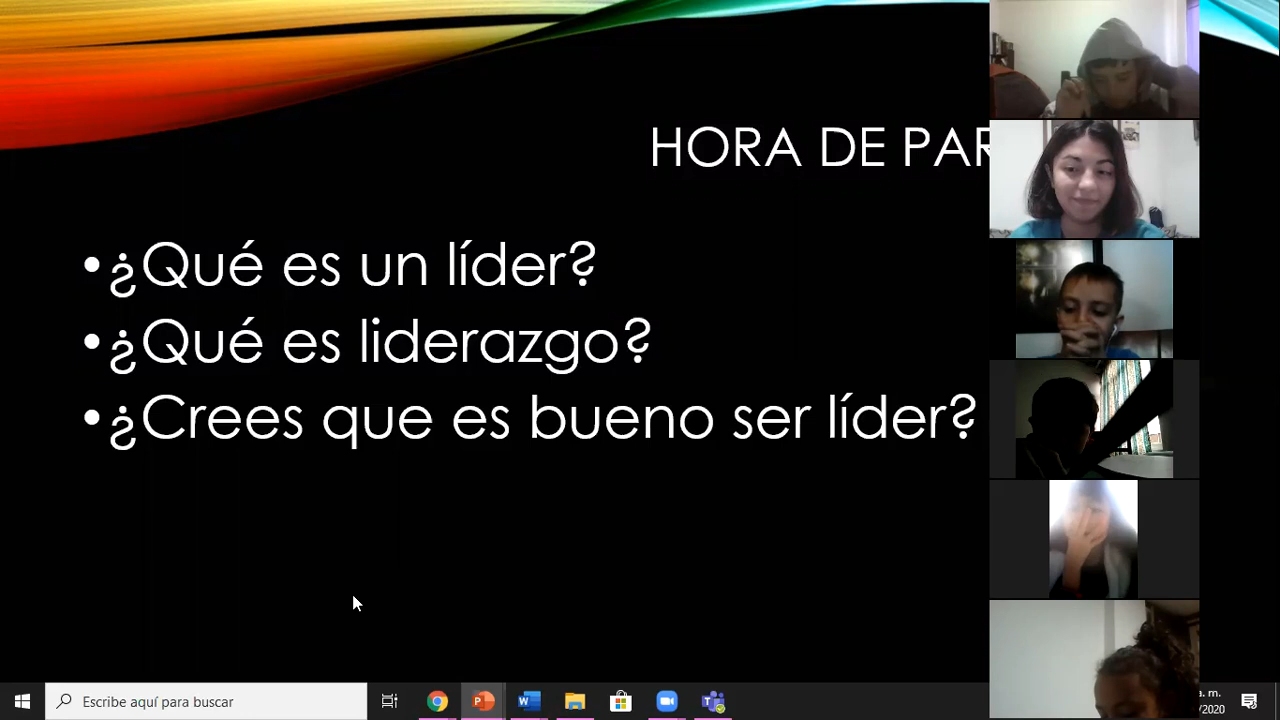 HORA DE PAR
•¿Qué es un líder?
•¿Qué es liderazgo?
•¿Crees que es bueno ser líder?
Escribe aquí para buscar
a. m.
/2020